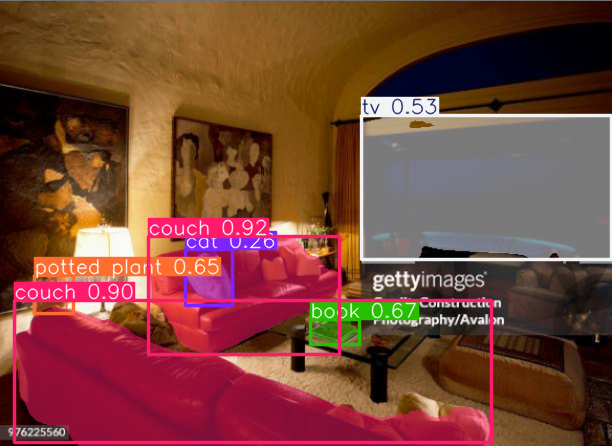 tv 0.53
couch 0.92
cat 0.26
potted plant 0.65
couch 0.90
gettyimages
book 0.67
Construction
Photography/Avalon
976225560